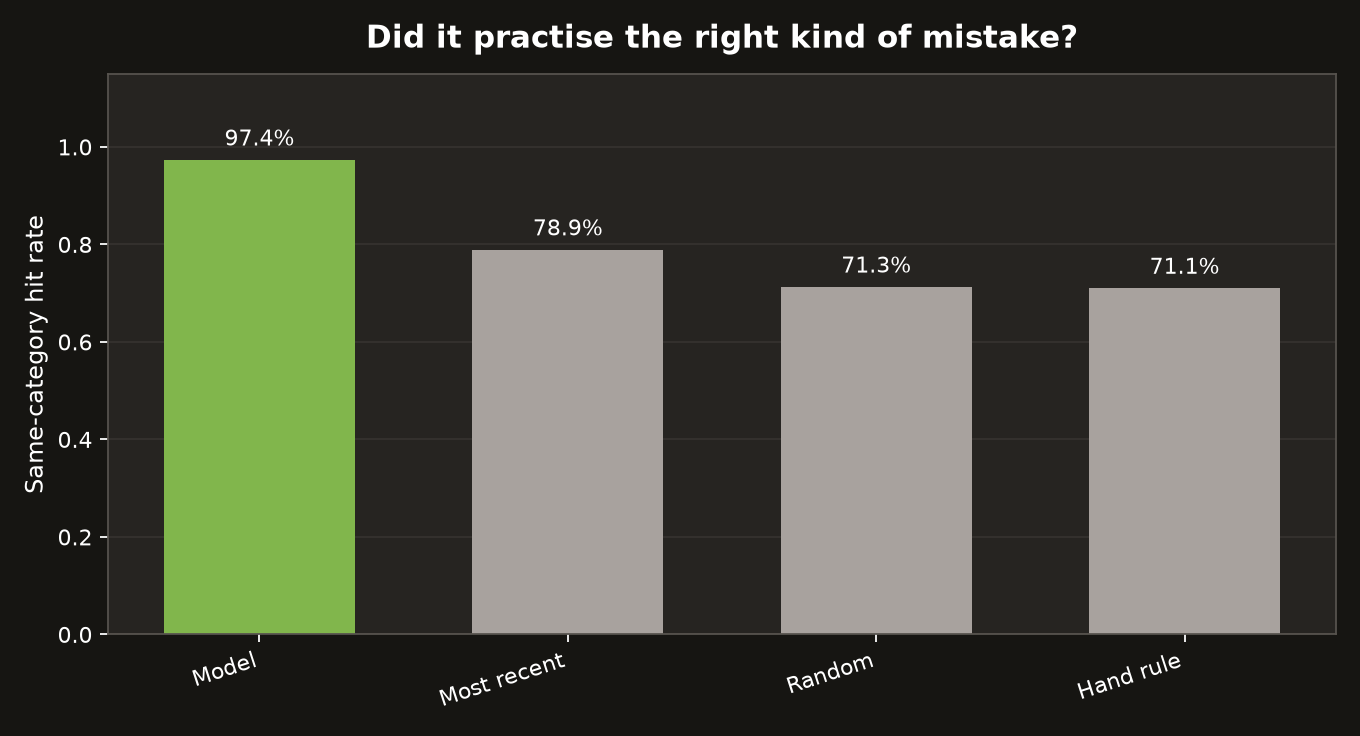 Did it practise the right kind of mistake?
Same-category hit rate
1.0
0.8
0.6
0.4
0.2
0.0
97.4%
78.9%
71.3%
71.1%
Model
Most recent
Random
Hand rule